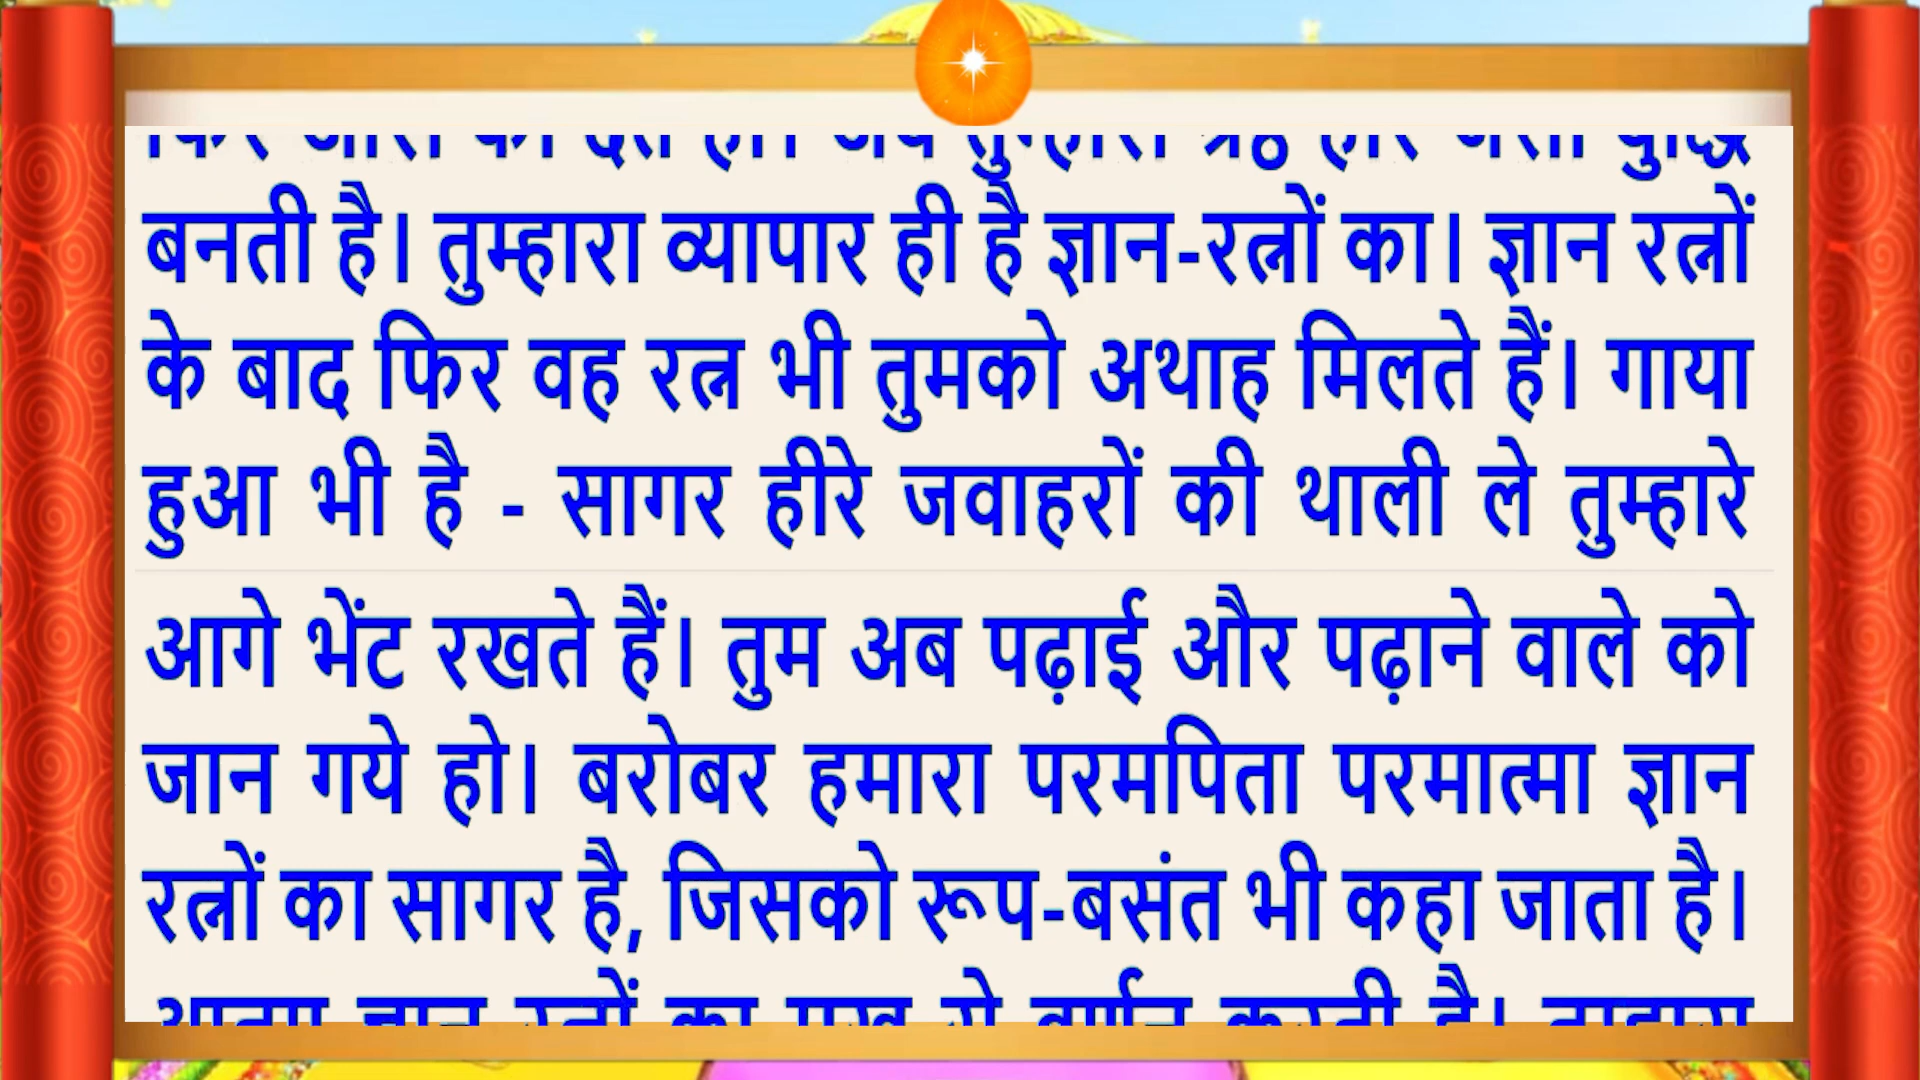 बनती है। तुम्हारा व्यापार ही है ज्ञान-रत्नों का। ज्ञान रत्नों
के बाद फिर वह रत्न भी तुमको अथाह मिलते हैं। गाया
हुआ भी है - सागर हीरे जवाहरों की थाली ले तुम्हारे
आगे भेंट रखते हैं। तुम अब पढ़ाई और पढ़ाने वाले को
जान गये हो। बरोबर हमारा परमपिता परमात्मा ज्ञान
रत्नों का सागर है, जिसको रूप-बसंत भी कहा जाता है।